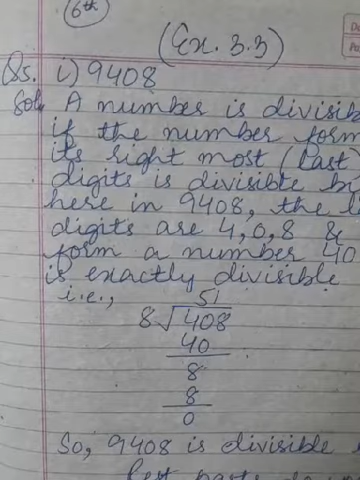 6th
(Ex. 3.3)
Q5. i) 9408
Sol. A number is divisib
if the number form
its right most (last)
digits is divisible b
here in 9408, the l
digits are 4, 0, 8 &
form a number 40
is exactly divisible
i.e.,
51
8√408
40
8
8
0
So, 9408 is divisible